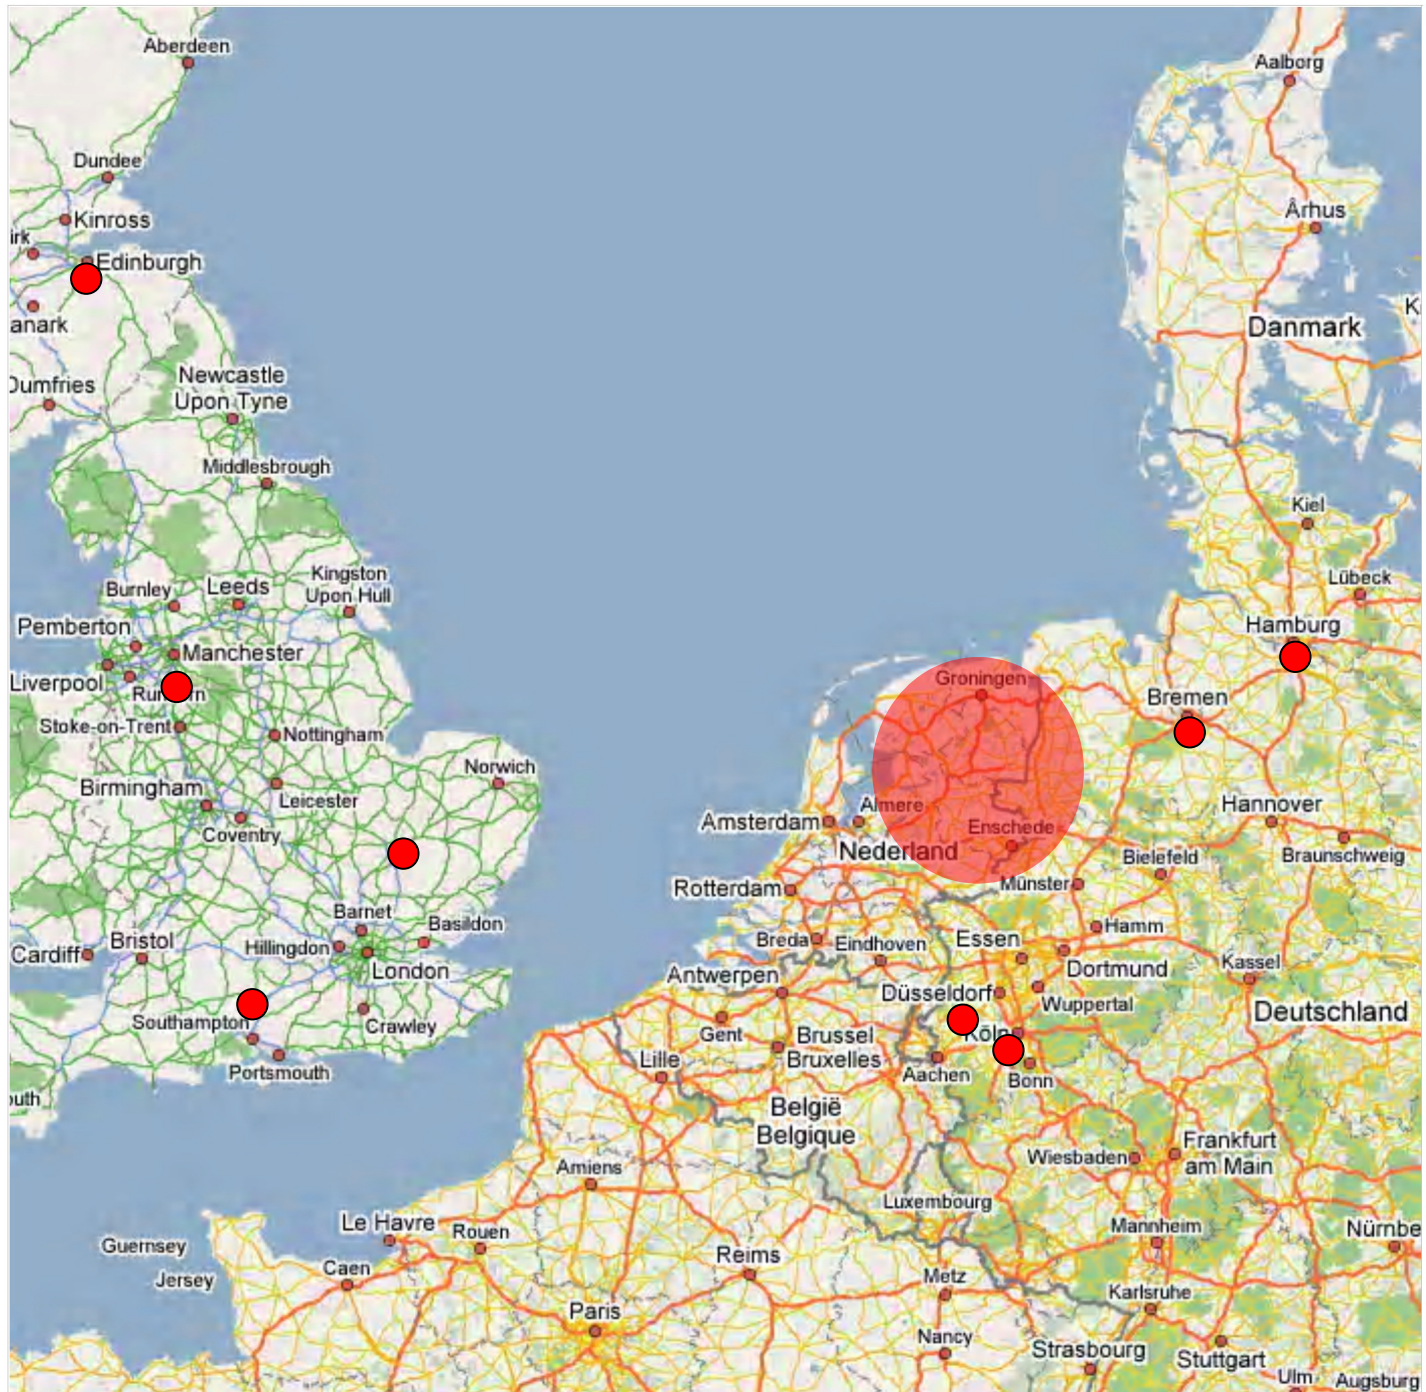 Aberdeen
Aalborg
Dundee
Kinross
Århus
irk
Edinburgh
K
anark
Danmark
Dumfries
Newcastle
Upon Tyne
Middlesbrough
Kiel
Kingston
Upon Hull
Lübeck
Burnley
Leeds
Pemberton
Hamburg
Manchester
Liverpool
Groningen
Bremen
Stoke-on-Trent
Nottingham
Norwich
Birmingham
Leicester
Almere
Hannover
Amsterdam
Coventry
Enschede
Nederland
Bielefeld
Braunschweig
Rotterdam
Münster
Barnet
Basildon
Hamm
Cardiff
Bristol
Hillingdon
Breda
Eindhoven
Essen
London
Antwerpen
Dortmund
Kassel
Düsseldorf
Wuppertal
Deutschland
Southampton
Crawley
Gent
Brussel
Bruxelles
Köln
Lille
Aachen
Bonn
Portsmouth
outh
België
Belgique
Frankfurt
am Main
Wiesbaden
Amiens
Luxembourg
Le Havre
Rouen
Mannheim
Nürnbe
Guernsey
Jersey
Reims
Caen
Metz
Karlsruhe
Paris
Nancy
Strasbourg
Stuttgart
Ulm
Augsburg